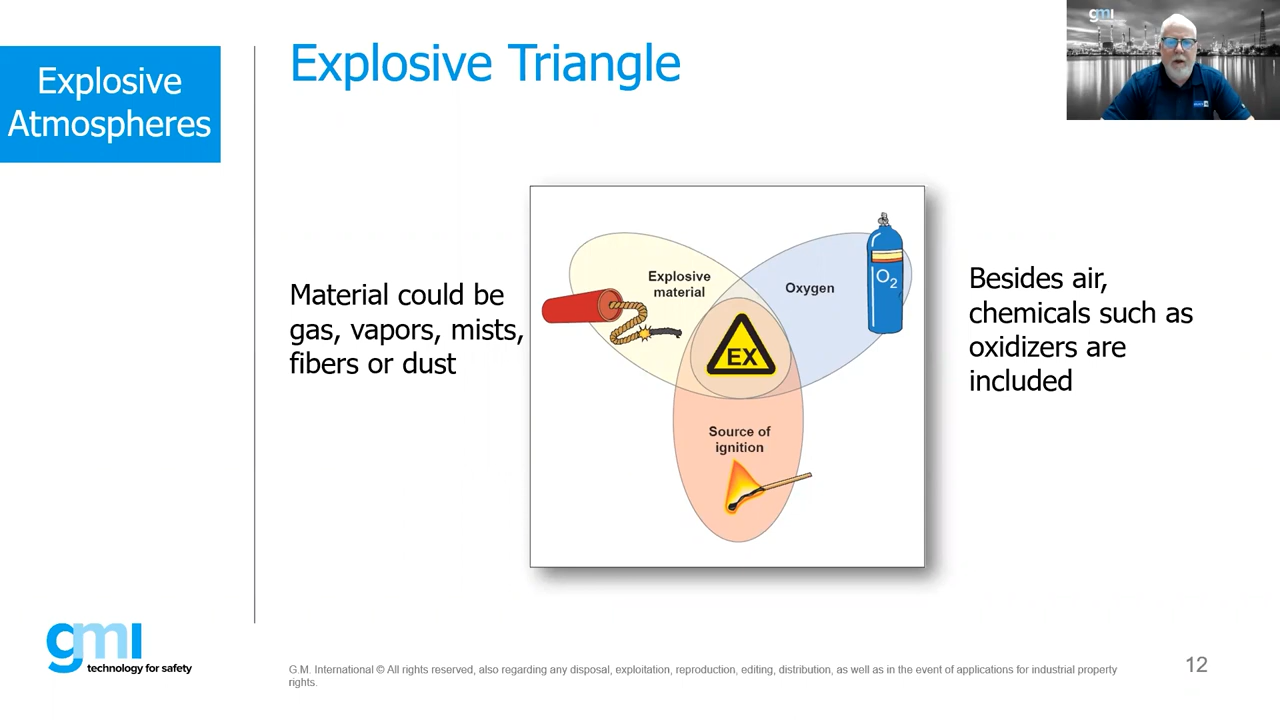 Explosive
Atmospheres
Explosive Triangle
gmi
Material could be
gas, vapors, mists,
fibers or dust
Explosive
material
Oxygen
O2
EX
Source of
ignition
Besides air,
chemicals such as
oxidizers are
included
gmi
technology for safety
G.M. International © All rights reserved, also regarding any disposal, exploitation, reproduction, editing, distribution, as well as in the event of applications for industrial property
rights.
12